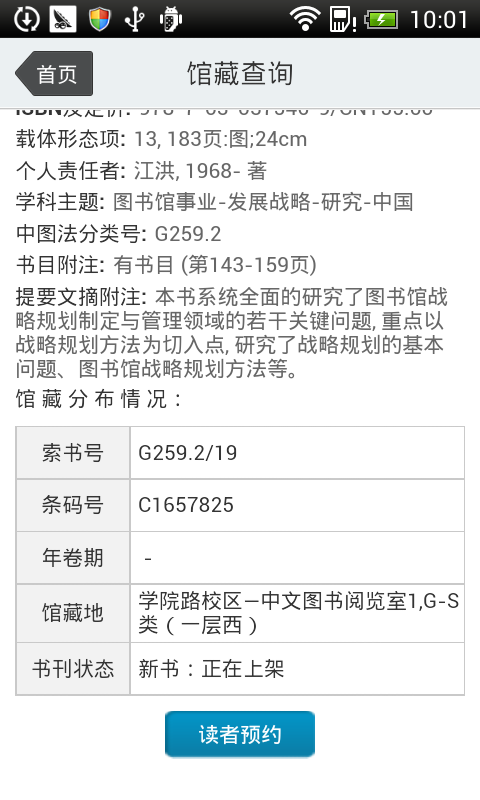 10:01
首页
馆藏查询
载体形态项: 13, 183页:图;24cm
个人责任者: 江洪, 1968- 著
学科主题: 图书馆事业-发展战略-研究-中国
中图法分类号: G259.2
书目附注: 有书目 (第143-159页)
提要文摘附注: 本书系统全面的研究了图书馆战
略规划制定与管理领域的若干关键问题, 重点以
战略规划方法为切入点, 研究了战略规划的基本
问题、图书馆战略规划方法等。
馆藏分布情况：
索书号 G259.2/19
条码号 C1657825
年卷期 -
馆藏地 学院路校区—中文图书阅览室1,G-S
类（一层西）
书刊状态 新书：正在上架
读者预约